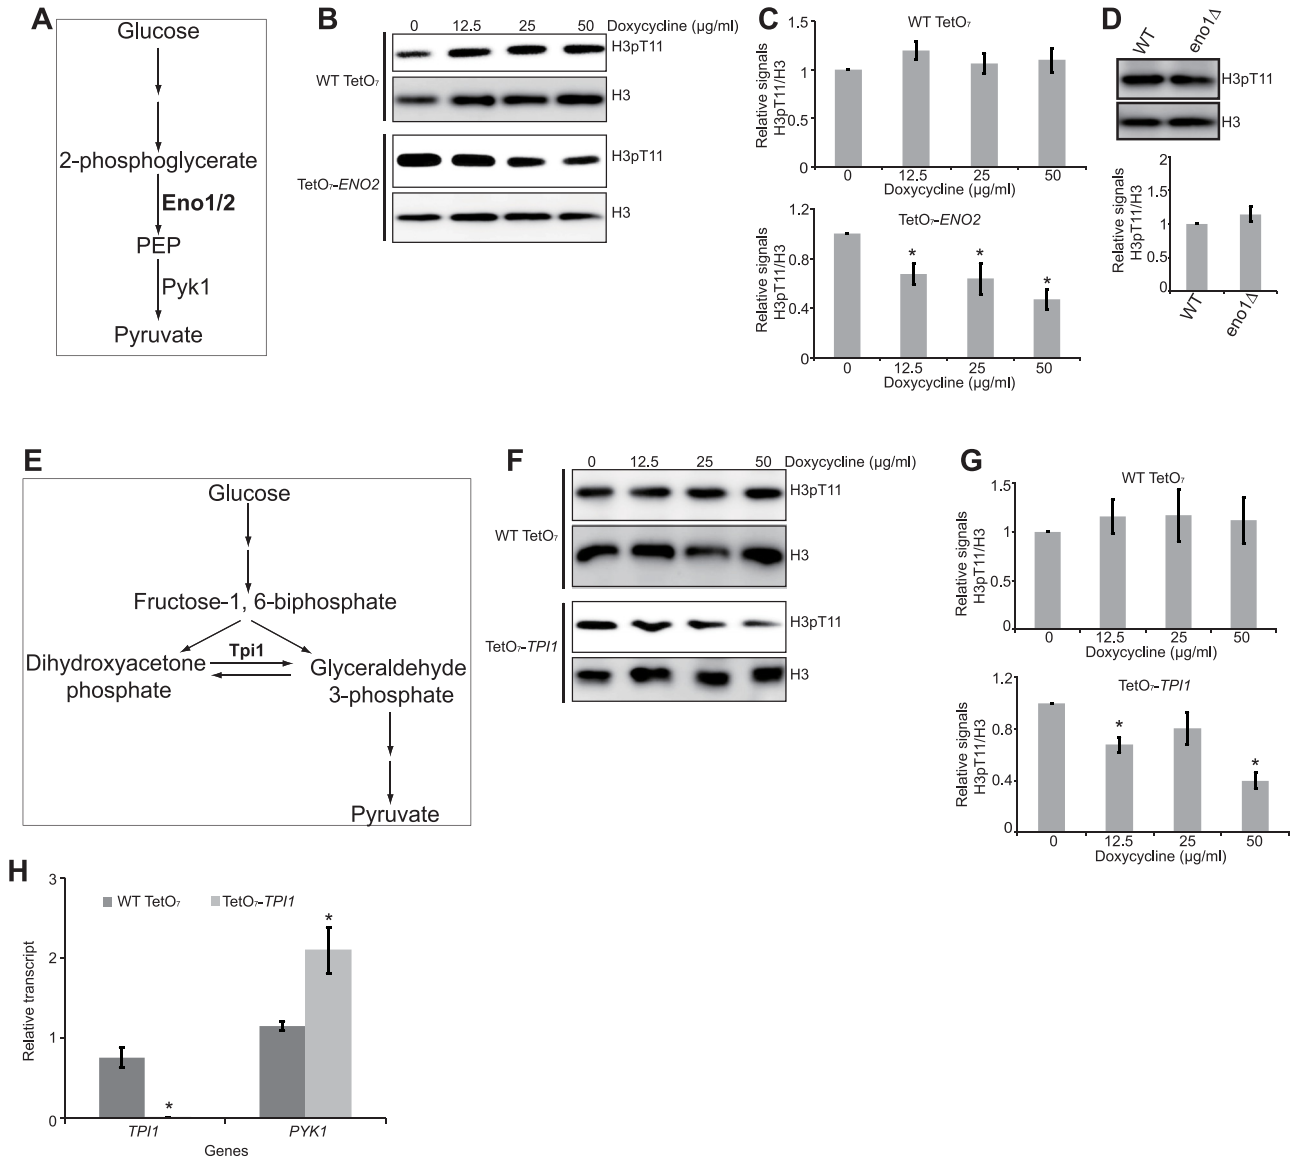 A
Glucose
2-phosphoglycerate
Eno1/2
PEP
Pyk1
Pyruvate
B
0 12.5 25 50 Doxycycline (µg/ml)
WT TetO₇
H3pT11
H3
TetO₇-ENO2
H3pT11
H3
C
WT TetO₇
Relative signals
H3pT11/H3
1.5
1
0.5
0
0 12.5 25 50
Doxycycline (µg/ml)
TetO₇-ENO2
Relative signals
H3pT11/H3
1.2
0.8
0.4
0
* * *
0 12.5 25 50
Doxycycline (µg/ml)
D
WT eno1Δ
H3pT11
H3
Relative signals
H3pT11/H3
2
1.5
1
0.5
0
WT eno1Δ
E
Glucose
Fructose-1, 6-biphosphate
Tpi1
Dihydroxyacetone
phosphate
Glyceraldehyde
3-phosphate
Pyruvate
F
0 12.5 25 50 Doxycycline (µg/ml)
WT TetO₇
H3pT11
H3
TetO₇-TPI1
H3pT11
H3
G
WT TetO₇
Relative signals
H3pT11/H3
1.5
1
0.5
0
0 12.5 25 50
Doxycycline (µg/ml)
TetO₇-TPI1
Relative signals
H3pT11/H3
1.2
0.8
0.4
0
* *
0 12.5 25 50
Doxycycline (µg/ml)
H
WT TetO₇ TetO₇-TPI1
Relative transcript
3
2
1
0
* *
TPI1 PYK1
Genes